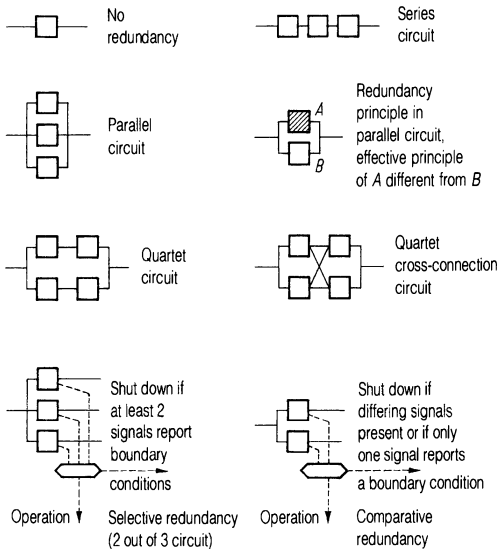 No
redundancy
Series
circuit
Parallel
circuit
A
B
Redundancy
principle in
parallel circuit,
effective principle
of A different from B
Quartet
circuit
Quartet
cross-connection
circuit
Shut down if
at least 2
signals report
boundary
conditions
Operation
Selective redundancy
(2 out of 3 circuit)
Shut down if
differing signals
present or if only
one signal reports
a boundary condition
Operation
Comparative
redundancy